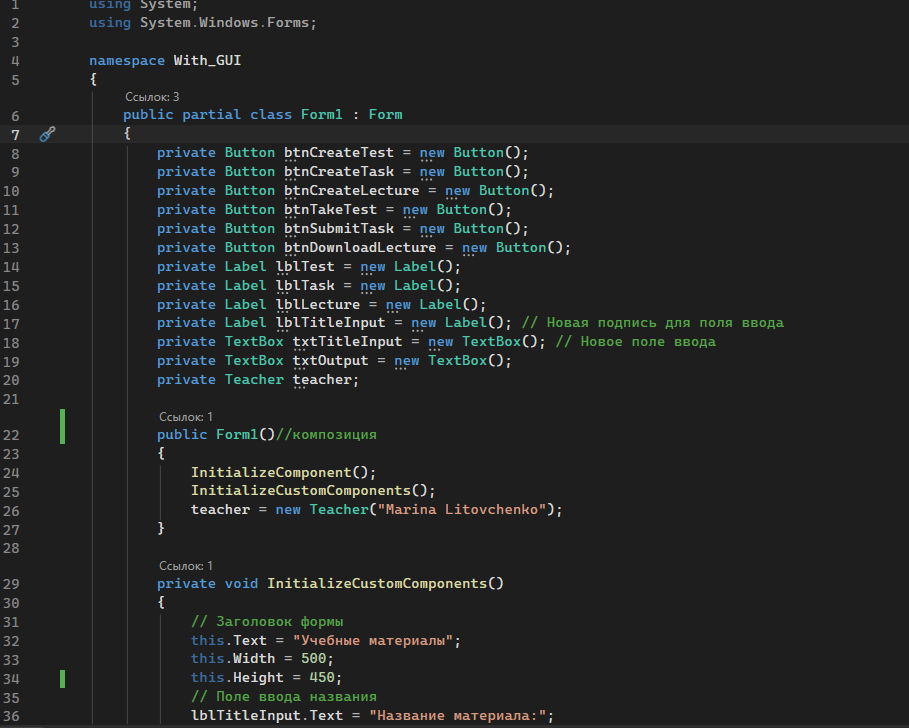 1 using System;
2 using System.Windows.Forms;
3
4 namespace With_GUI
5 {
Ссылок: 3
6 public partial class Form1 : Form
7 {
8 private Button btnCreateTest = new Button();
9 private Button btnCreateTask = new Button();
10 private Button btnCreateLecture = new Button();
11 private Button btnTakeTest = new Button();
12 private Button btnSubmitTask = new Button();
13 private Button btnDownloadLecture = new Button();
14 private Label lblTest = new Label();
15 private Label lblTask = new Label();
16 private Label lblLecture = new Label();
17 private Label lblTitleInput = new Label(); // Новая подпись для поля ввода
18 private TextBox txtTitleInput = new TextBox(); // Новое поле ввода
19 private TextBox txtOutput = new TextBox();
20 private Teacher teacher;
21
Ссылок: 1
22 public Form1()//композиция
23 {
24 InitializeComponent();
25 InitializeCustomComponents();
26 teacher = new Teacher("Marina Litovchenko");
27 }
28
Ссылок: 1
29 private void InitializeCustomComponents()
30 {
31 // Заголовок формы
32 this.Text = "Учебные материалы";
33 this.Width = 500;
34 this.Height = 450;
35 // Поле ввода названия
36 lblTitleInput.Text = "Название материала:";